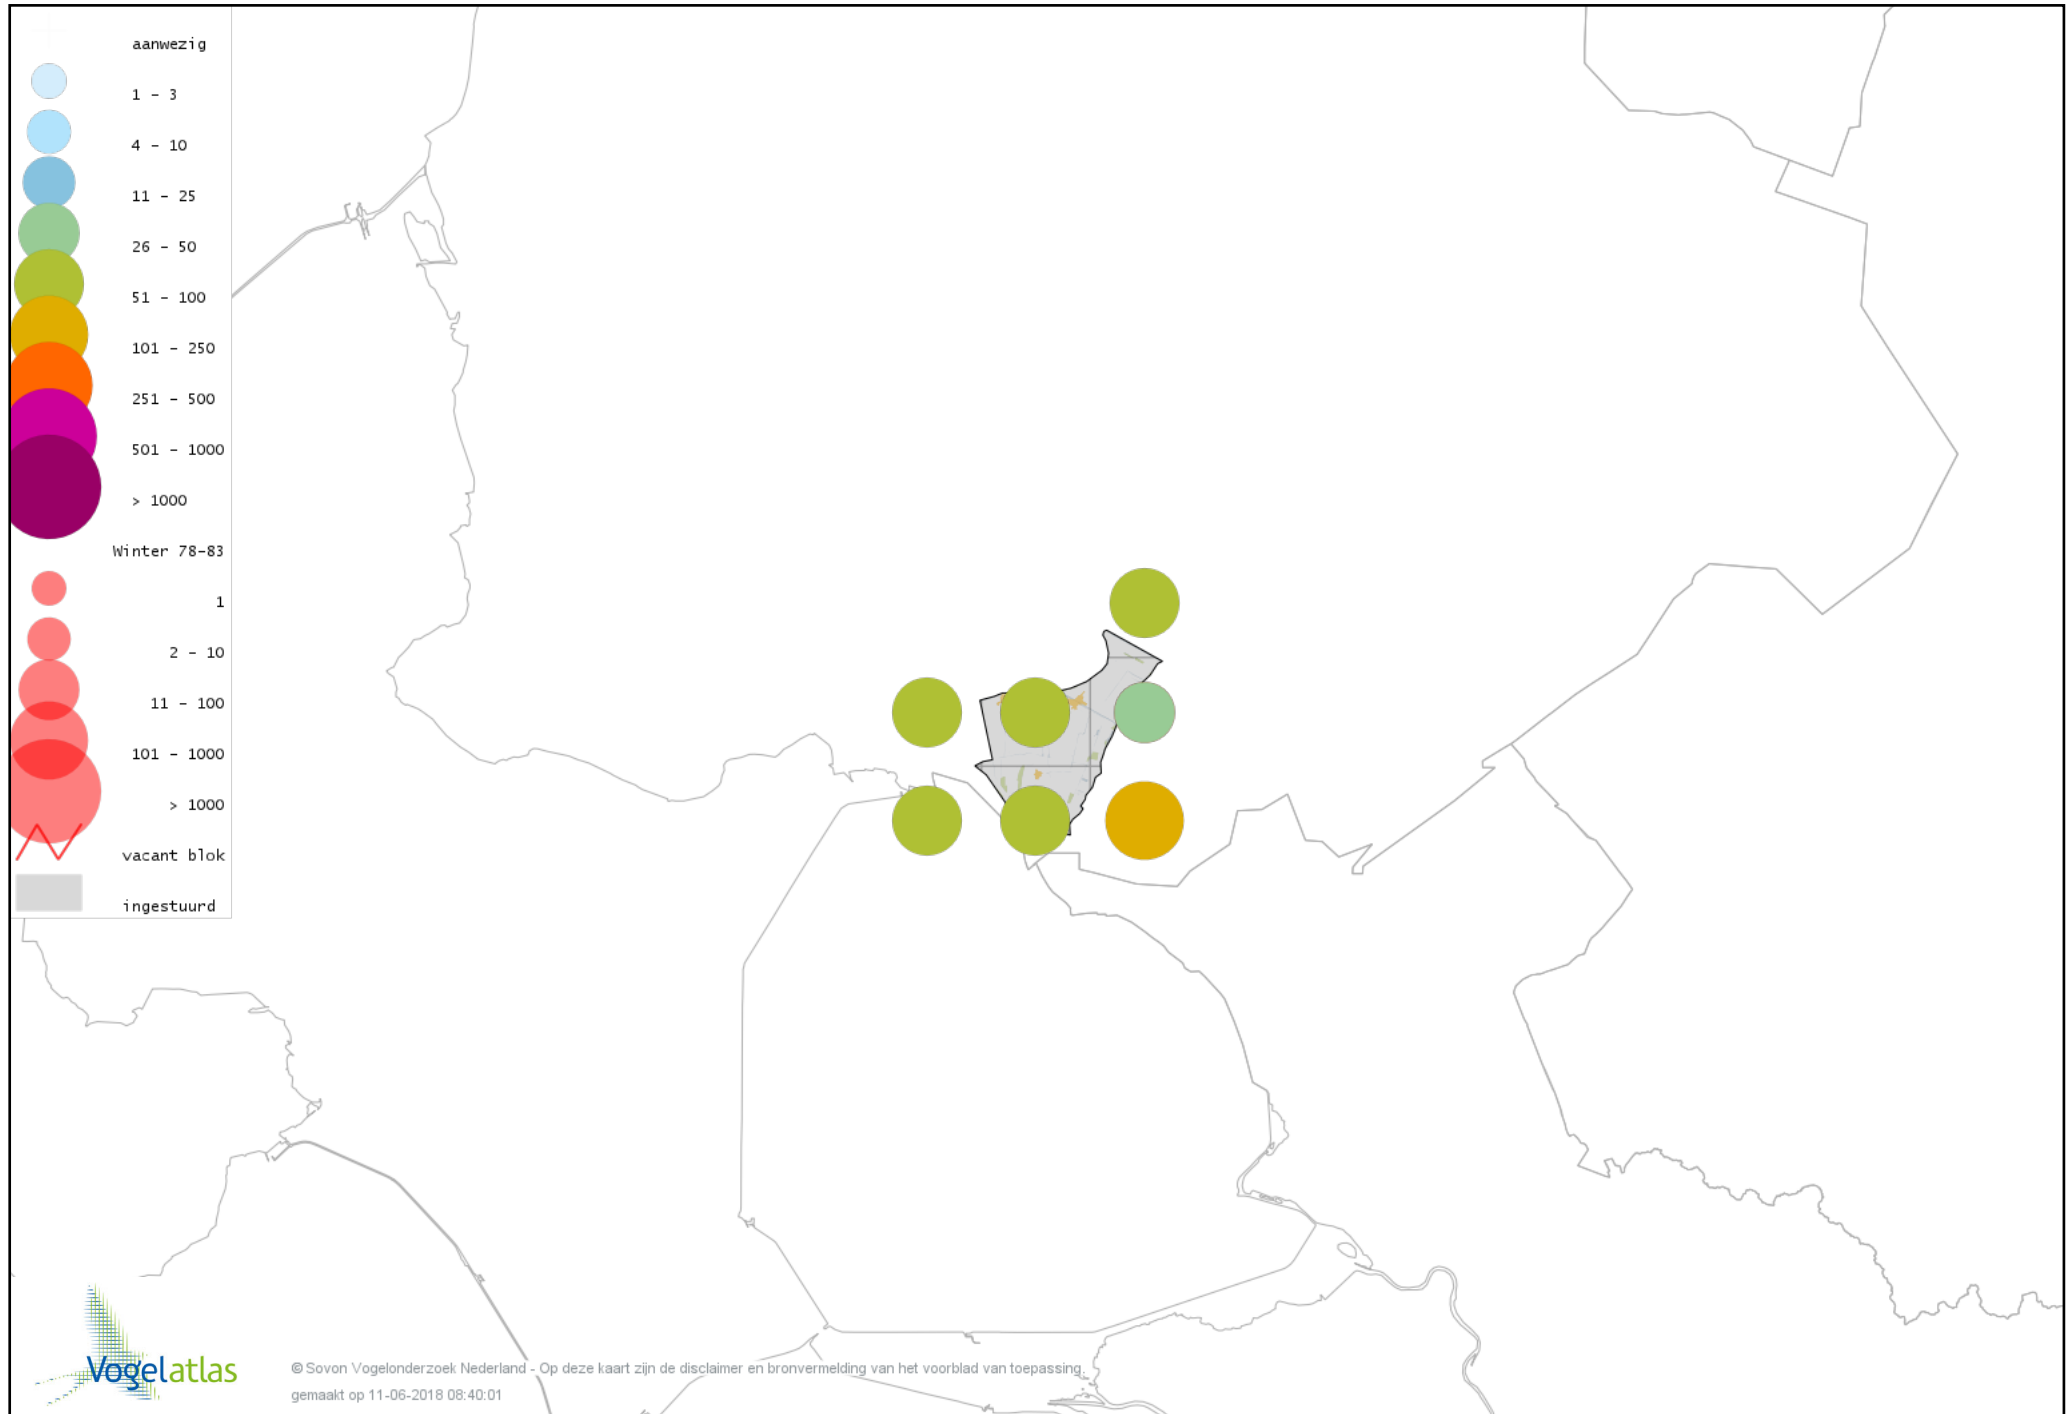 aanwezig
1 – 3
4 – 10
11 – 25
26 – 50
51 – 100
101 – 250
251 – 500
501 – 1000
> 1000
Winter 78-83
1
2 – 10
11 – 100
101 – 1000
> 1000
vacant blok
ingestuurd
Vogelatlas
© Sovon Vogelonderzoek Nederland - Op deze kaart zijn de disclaimer en bronvermelding van het voorblad van toepassing.
gemaakt op 11-06-2018 08:40:01